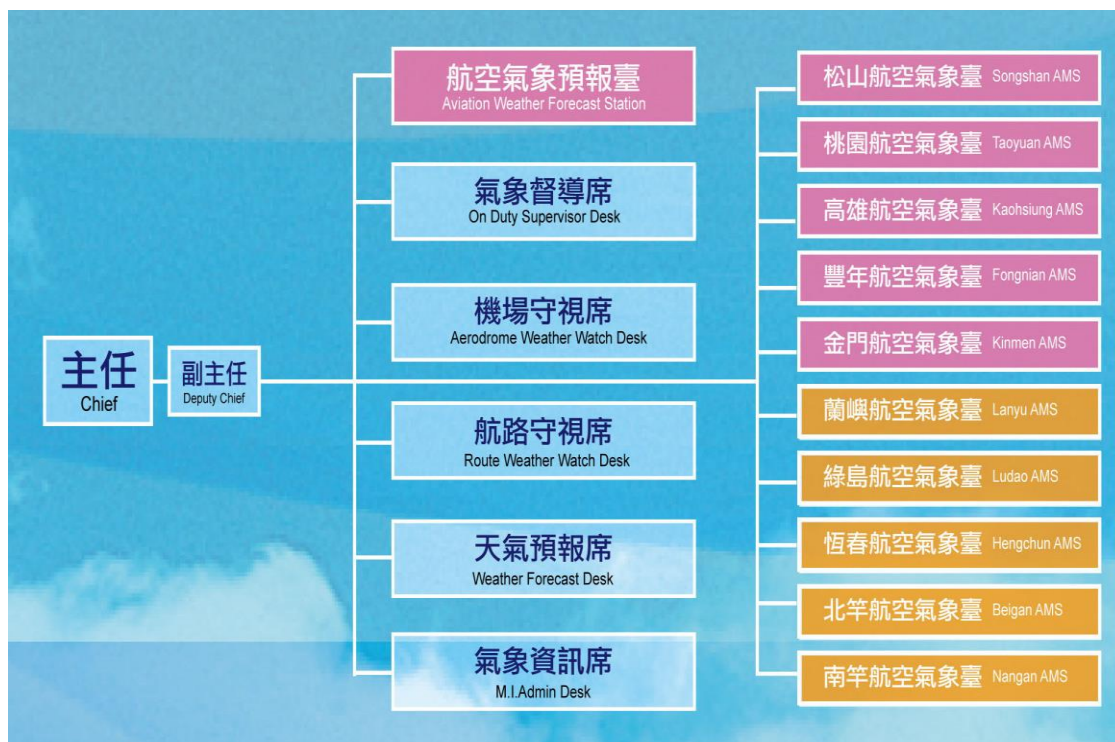 主任
Chief
副主任
Deputy Chief
航空氣象預報臺
Aviation Weather Forecast Station
氣象督導席
On Duty Supervisor Desk
機場守視席
Aerodrome Weather Watch Desk
航路守視席
Route Weather Watch Desk
天氣預報席
Weather Forecast Desk
氣象資訊席
M.I.Admin Desk
松山航空氣象臺 Songshan AMS
桃園航空氣象臺 Taoyuan AMS
高雄航空氣象臺 Kaohsiung AMS
豐年航空氣象臺 Fongnian AMS
金門航空氣象臺 Kinmen AMS
蘭嶼航空氣象臺 Lanyu AMS
綠島航空氣象臺 Ludao AMS
恆春航空氣象臺 Hengchun AMS
北竿航空氣象臺 Beigan AMS
南竿航空氣象臺 Nangan AMS